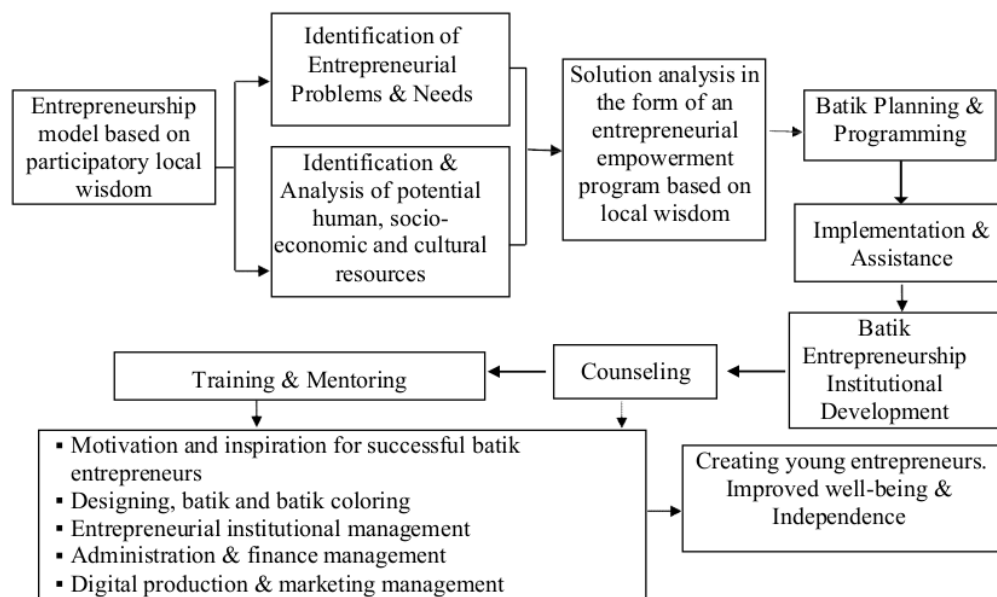 Entrepreneurship
model based on
participatory local
wisdom
Identification of
Entrepreneurial
Problems & Needs
Identification &
Analysis of potential
human, socio-
economic and cultural
resources
Solution analysis in
the form of an
entrepreneurial
empowerment
program based on
local wisdom
Batik Planning &
Programming
Implementation &
Assistance
Batik
Entrepreneurship
Institutional
Development
Counseling
Training & Mentoring
▪ Motivation and inspiration for successful batik
entrepreneurs
▪ Designing, batik and batik coloring
▪ Entrepreneurial institutional management
▪ Administration & finance management
▪ Digital production & marketing management
Creating young entrepreneurs.
Improved well-being &
Independence